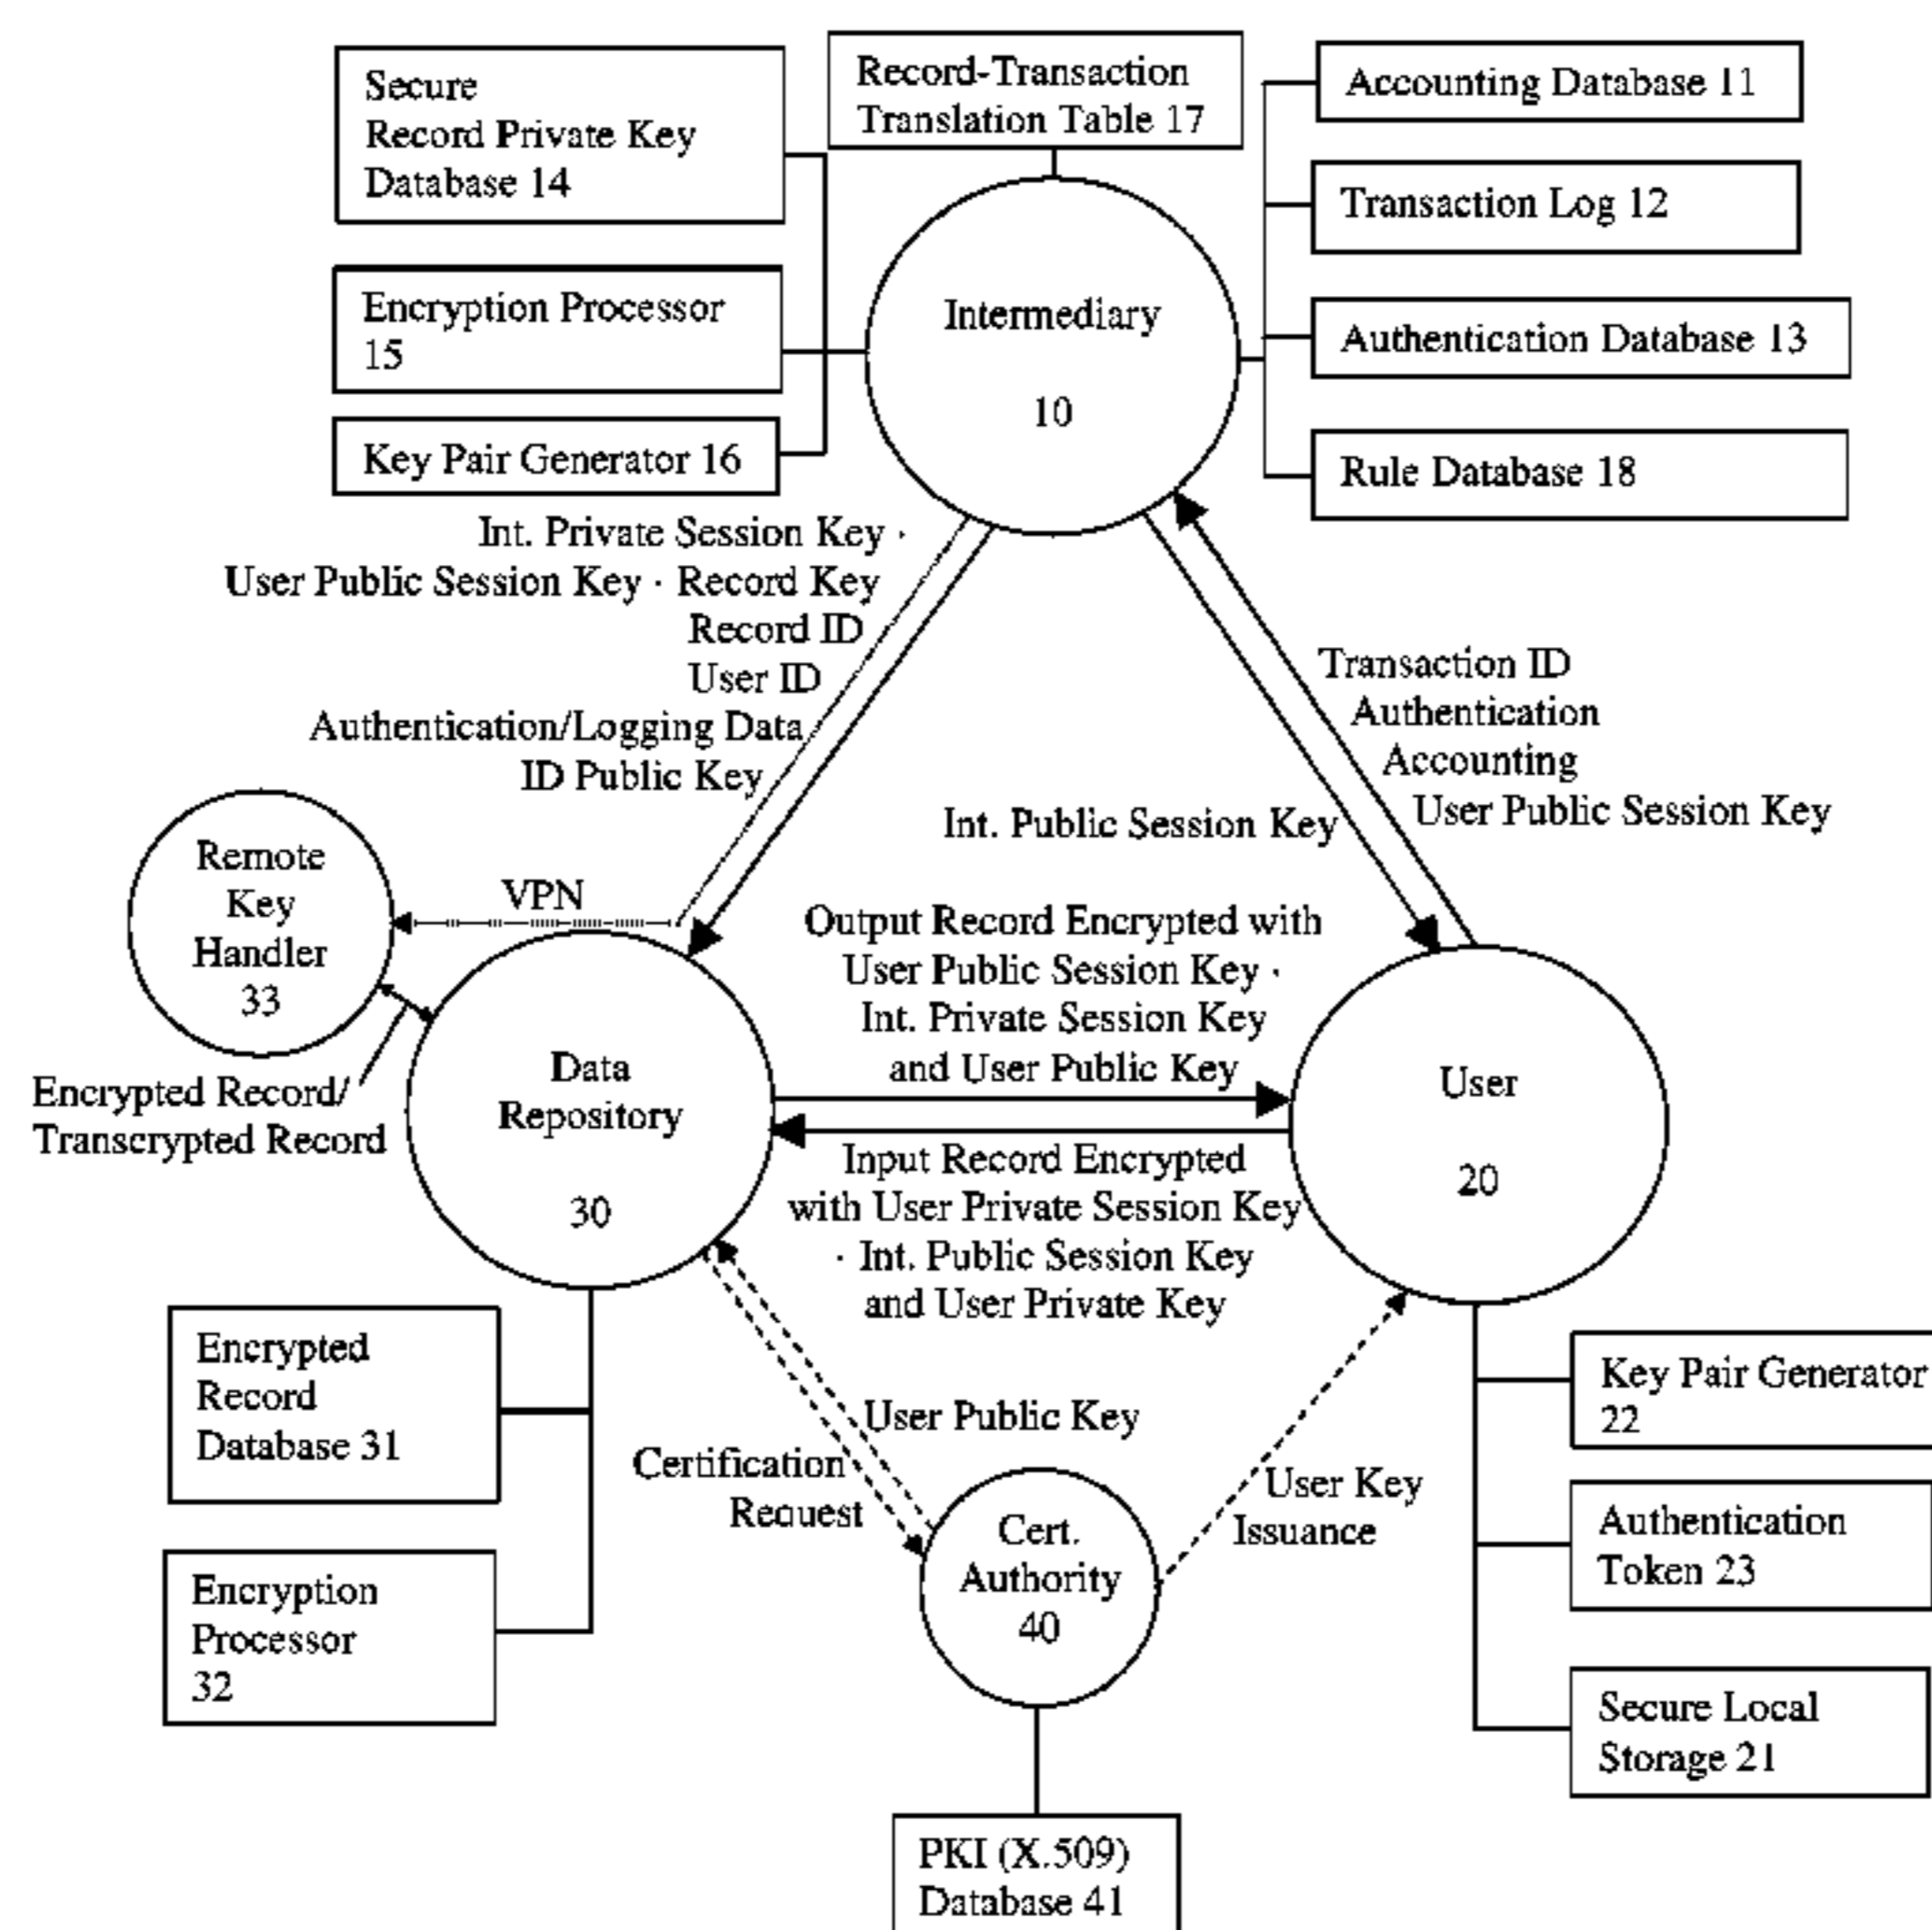 Secure
Record Private Key
Database 14
Record-Transaction
Translation Table 17
Accounting Database 11
Transaction Log 12
Encryption Processor
15
Intermediary
10
Authentication Database 13
Key Pair Generator 16
Rule Database 18
Int. Private Session Key ·
User Public Session Key · Record Key
Record ID
User ID
Authentication/Logging Data
ID Public Key
Transaction ID
Authentication
Accounting
User Public Session Key
Int. Public Session Key
Remote
Key
Handler
33
VPN
Output Record Encrypted with
User Public Session Key ·
Int. Private Session Key
and User Public Key
Encrypted Record/
Transcrypted Record
Data
Repository
30
User
20
Input Record Encrypted
with User Private Session Key
· Int. Public Session Key
and User Private Key
Encrypted
Record
Database 31
Encryption
Processor
32
User Public Key
Certification
Request
Cert.
Authority
40
User Key
Issuance
Key Pair Generator
22
Authentication
Token 23
Secure Local
Storage 21
PKI (X.509)
Database 41